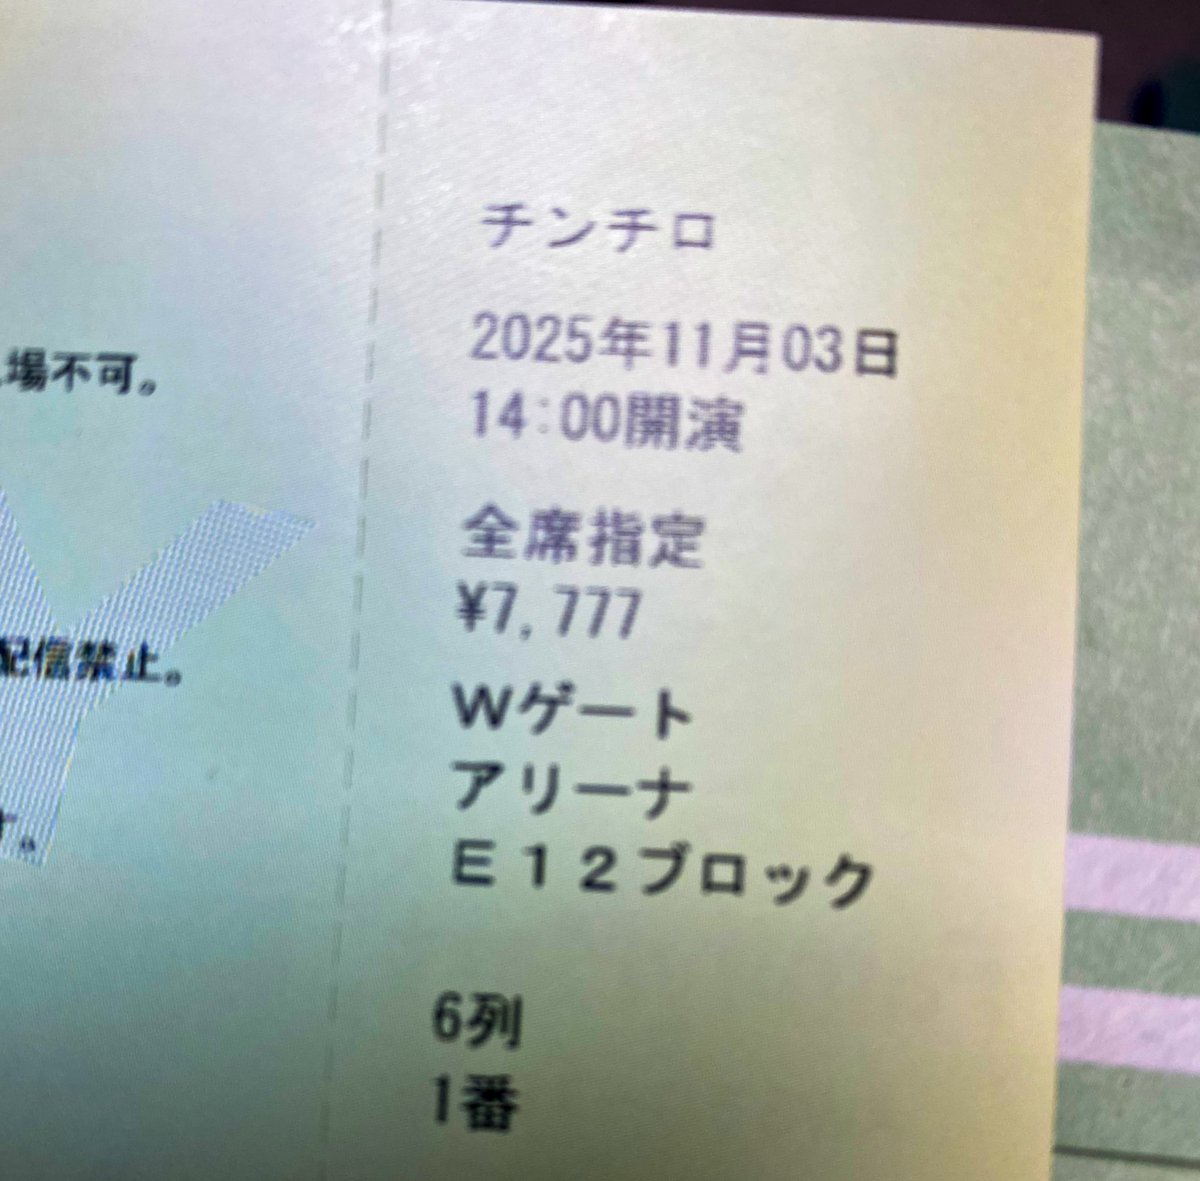 場不可。
配信禁止。
す。
チンチロ
2025年11月03日
14:00開演
全席指定
¥7,777
Wゲート
アリーナ
E12ブロック
6列
1番